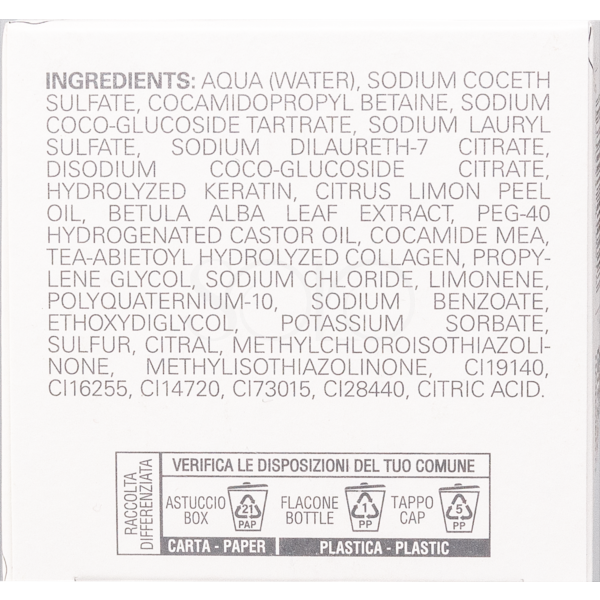 INGREDIENTS: AQUA (WATER), SODIUM COCETH
SULFATE, COCAMIDOPROPYL BETAINE, SODIUM
COCO-GLUCOSIDE TARTRATE, SODIUM LAURYL
SULFATE, SODIUM DILAURETH-7 CITRATE,
DISODIUM COCO-GLUCOSIDE CITRATE,
HYDROLYZED KERATIN, CITRUS LIMON PEEL
OIL, BETULA ALBA LEAF EXTRACT, PEG-40
HYDROGENATED CASTOR OIL, COCAMIDE MEA,
TEA-ABIETOYL HYDROLYZED COLLAGEN, PROPY-
LENE GLYCOL, SODIUM CHLORIDE, LIMONENE,
POLYQUATERNIUM-10, SODIUM BENZOATE,
ETHOXYDIGLYCOL, POTASSIUM SORBATE,
SULFUR, CITRAL, METHYLCHLOROISOTHIAZOLI-
NONE, METHYLISOTHIAZOLINONE, CI19140,
CI16255, CI14720, CI73015, CI28440, CITRIC ACID.
RACCOLTA
DIFFERENZIATA
VERIFICA LE DISPOSIZIONI DEL TUO COMUNE
ASTUCCIO
BOX
21
PAP
FLACONE
BOTTLE
1
PP
TAPPO
CAP
5
PP
CARTA - PAPER
PLASTICA - PLASTIC